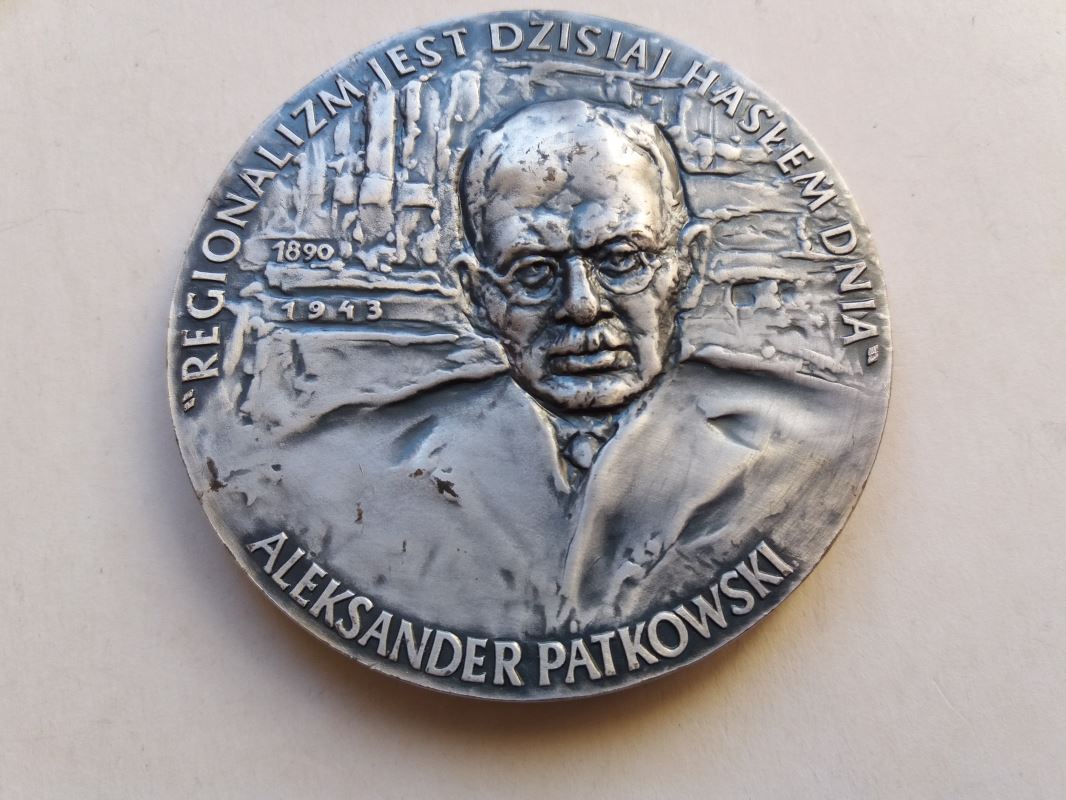 "REGIONALIZM JEST DZISIAJ HASŁEM DNIA"
1890
1943
ALEKSANDER PATKOWSKI